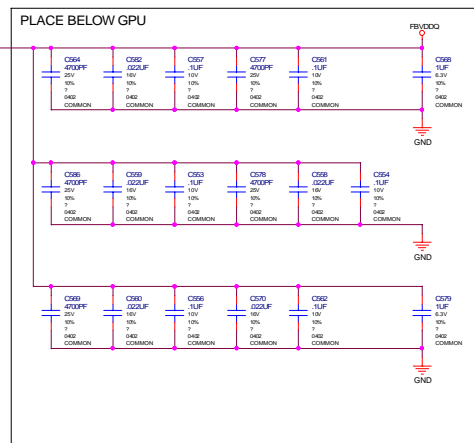 PLACE BELOW GPU
FBVDDQ
C564
4700PF
25V
10%
?
0402
COMMON
C582
.022UF
16V
10%
?
0402
COMMON
C557
.1UF
10V
10%
?
0402
COMMON
C577
4700PF
25V
10%
?
0402
COMMON
C561
.1UF
10V
10%
?
0402
COMMON
C568
1UF
6.3V
10%
?
0402
COMMON
GND
C586
4700PF
25V
10%
?
0402
COMMON
C559
.022UF
16V
10%
?
0402
COMMON
C553
.1UF
10V
10%
?
0402
COMMON
C578
4700PF
25V
10%
?
0402
COMMON
C558
.022UF
16V
10%
?
0402
COMMON
C554
.1UF
10V
10%
?
0402
COMMON
GND
C569
4700PF
25V
10%
?
0402
COMMON
C560
.022UF
16V
10%
?
0402
COMMON
C556
.1UF
10V
10%
?
0402
COMMON
C570
.022UF
16V
10%
?
0402
COMMON
C562
.1UF
10V
10%
?
0402
COMMON
C579
1UF
6.3V
10%
?
0402
COMMON
GND